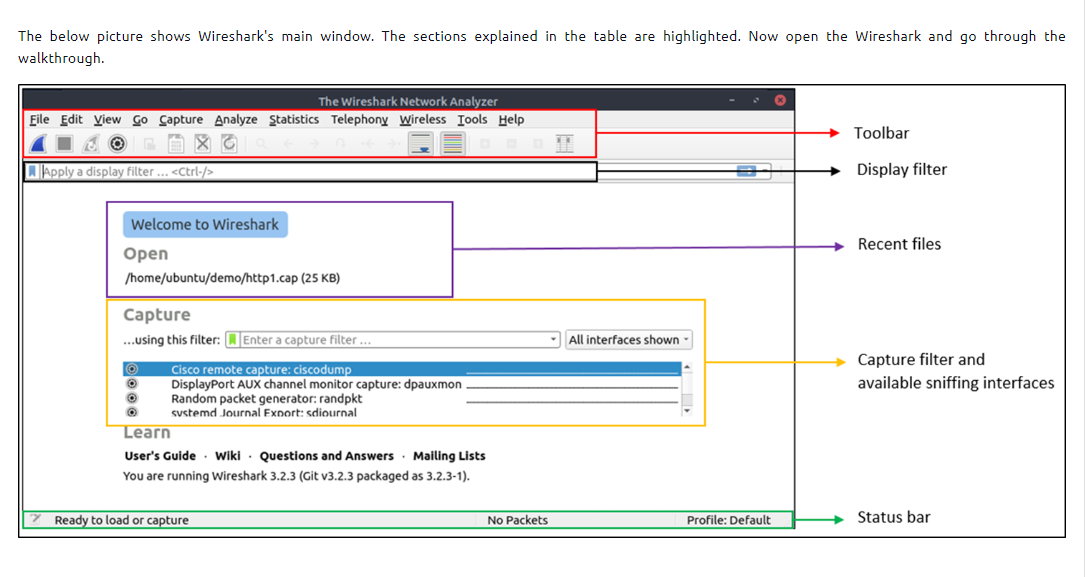 The below picture shows Wireshark's main window. The sections explained in the table are highlighted. Now open the Wireshark and go through the
walkthrough.
The Wireshark Network Analyzer
File Edit View Go Capture Analyze Statistics Telephony Wireless Tools Help
Toolbar
Apply a display filter ... <Ctrl-/>
Display filter
Welcome to Wireshark
Open
/home/ubuntu/demo/http1.cap (25 KB)
Recent files
Capture
...using this filter: Enter a capture filter ... All interfaces shown
Cisco remote capture: ciscodump
DisplayPort AUX channel monitor capture: dpauxmon
Random packet generator: randpkt
systemd Journal Export: sdjournal
Capture filter and
available sniffing interfaces
Learn
User's Guide · Wiki · Questions and Answers · Mailing Lists
You are running Wireshark 3.2.3 (Git v3.2.3 packaged as 3.2.3-1).
Ready to load or capture No Packets Profile: Default
Status bar